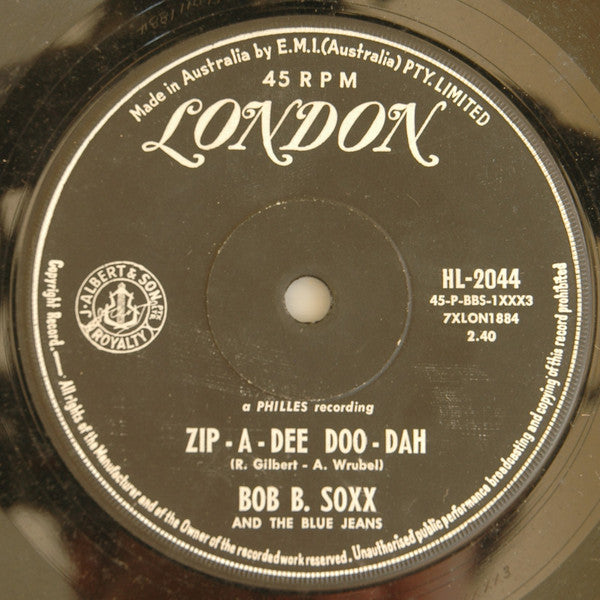 Made in Australia by E.M.I.(Australia) PTY. LIMITED
45 RPM
LONDON
J. ALBERT & SON
ROYALTY
HL-2044
45-P-BBS-1XXX3
7XLON1884
2.40
a PHILLES recording
ZIP-A-DEE DOO-DAH
(R. Gilbert - A. Wrubel)
BOB B. SOXX
AND THE BLUE JEANS
Copyright Record.— All rights of the Manufacturer and of the Owner of the recorded work reserved. Unauthorised public performance broadcasting and copying of this record prohibited